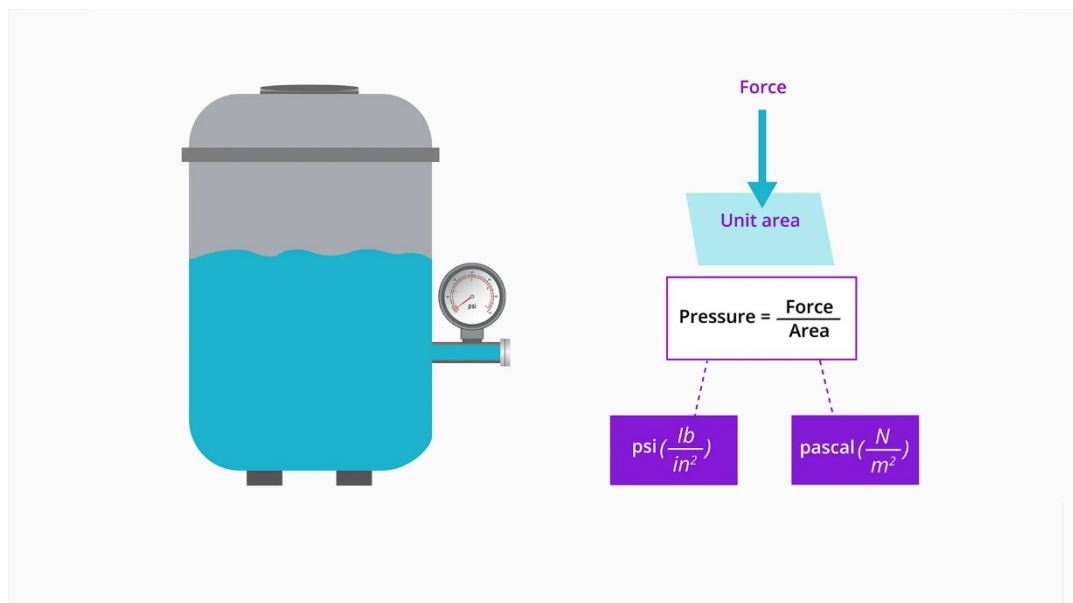 Force
Unit area
Pressure = Force
Area
psi
psi (lb
in²)
pascal (N
m²)